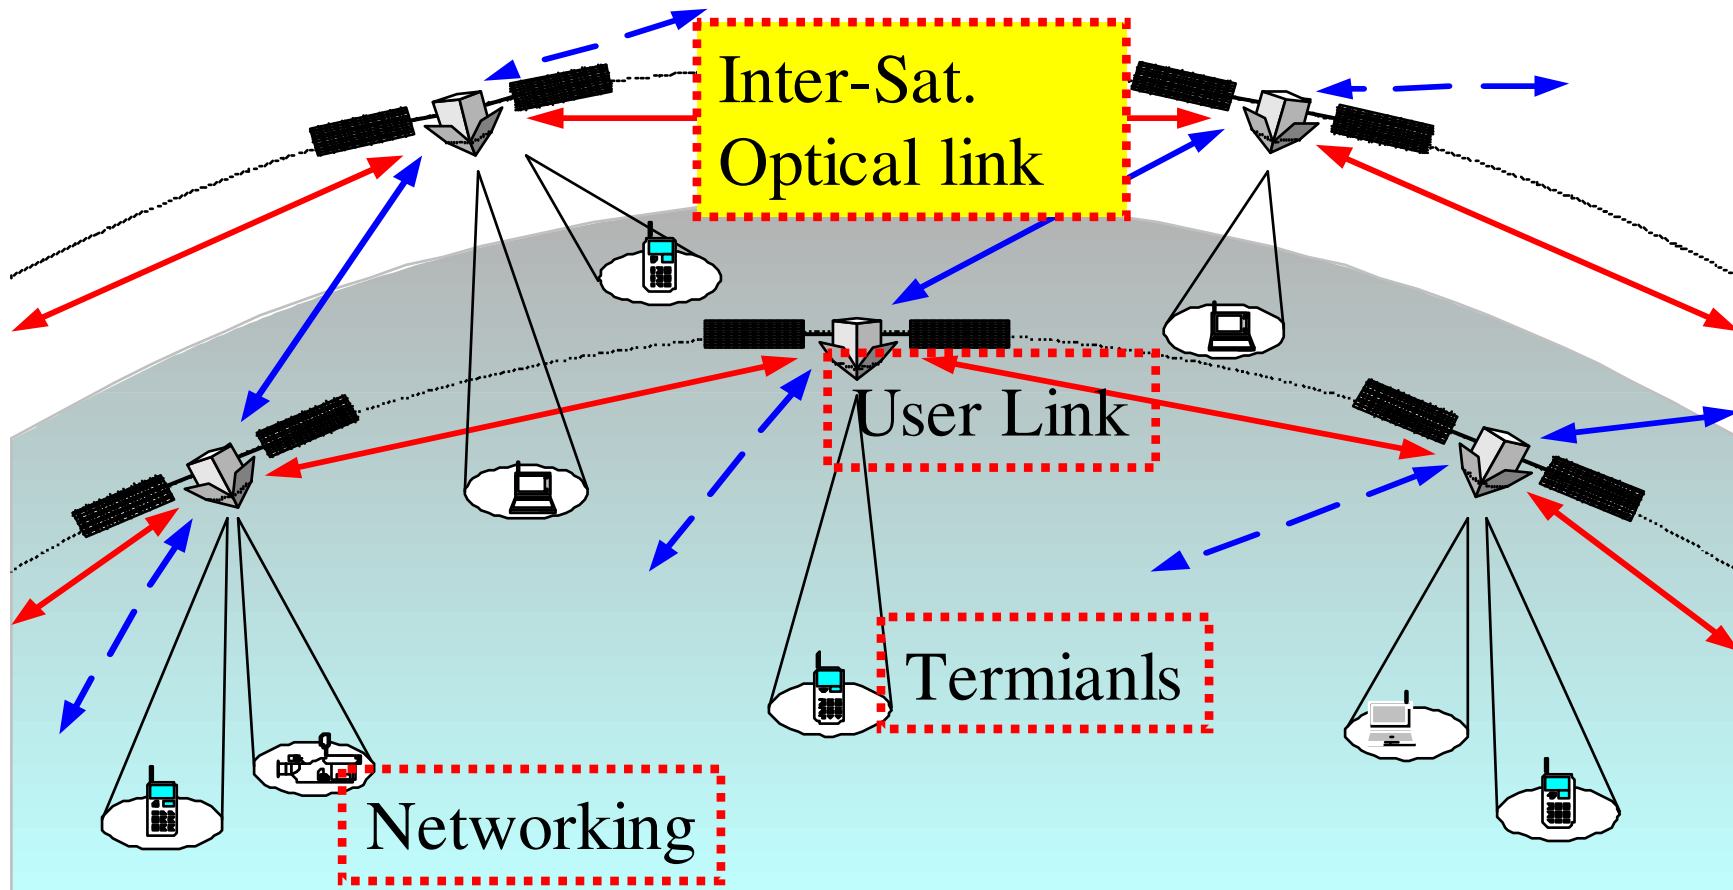 Inter-Sat.
Optical link
User Link
Termianls
Networking